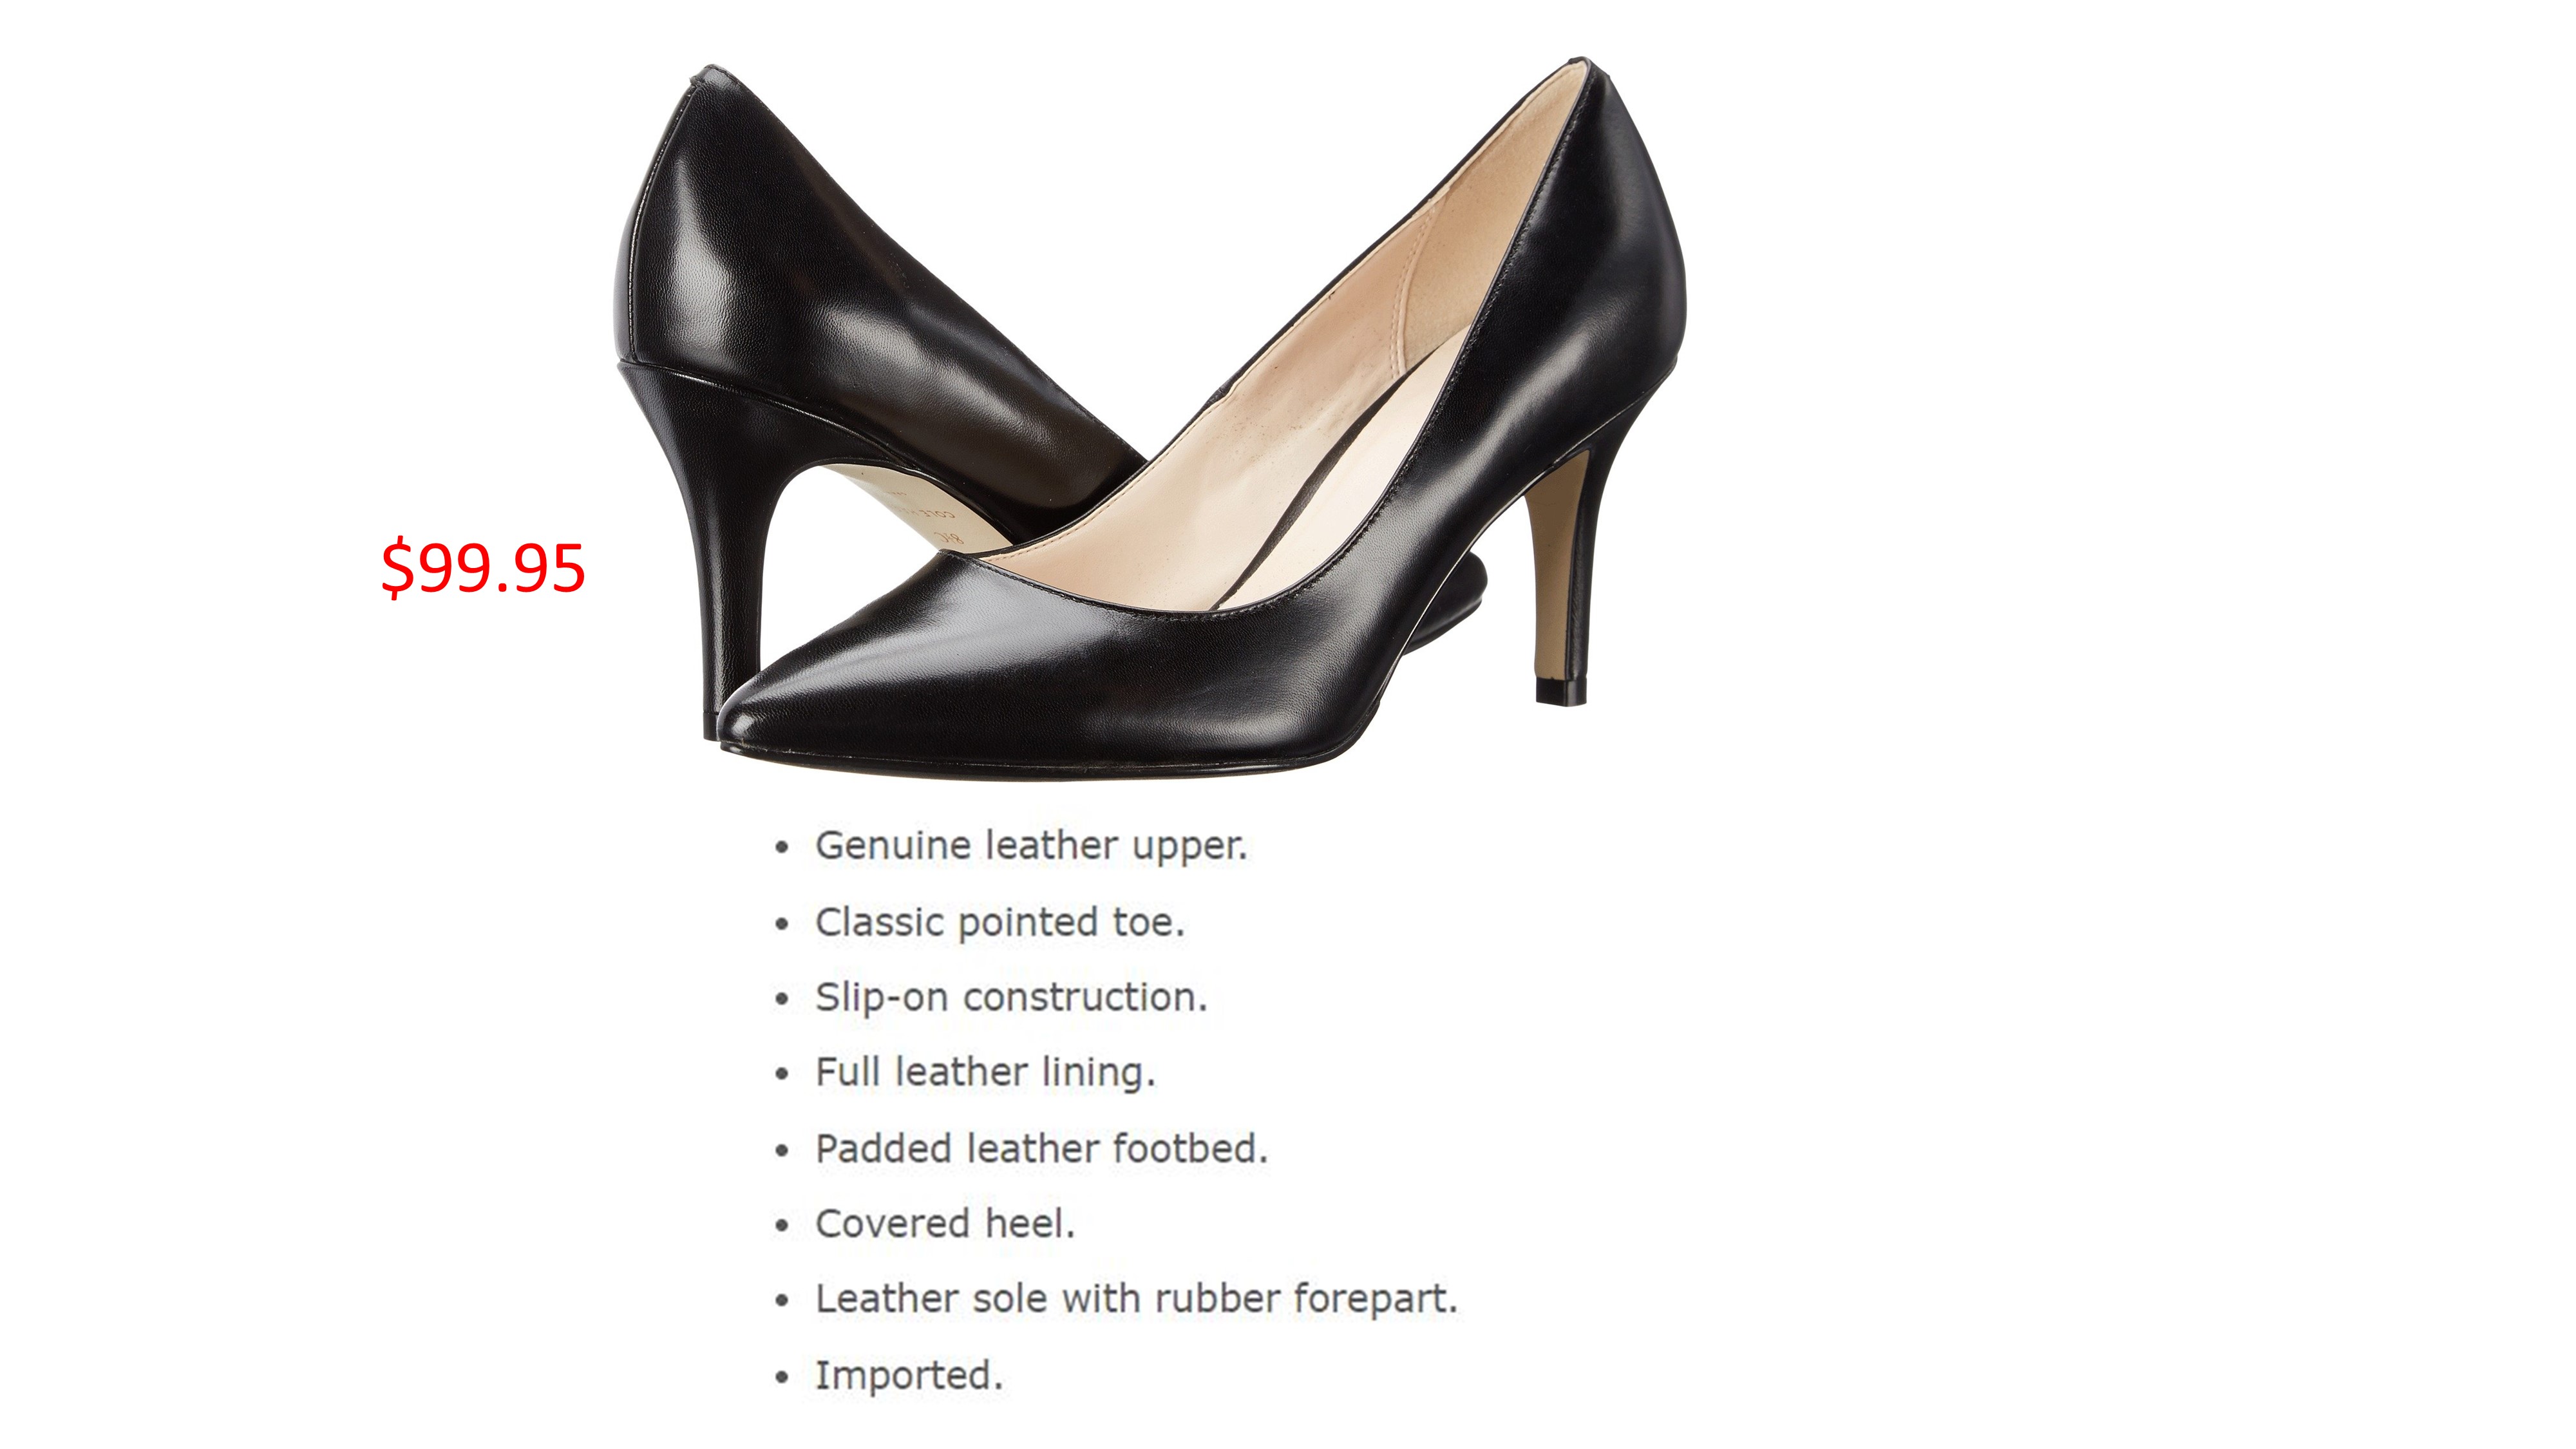 $99.95
• Genuine leather upper.
• Classic pointed toe.
• Slip-on construction.
• Full leather lining.
• Padded leather footbed.
• Covered heel.
• Leather sole with rubber forepart.
• Imported.